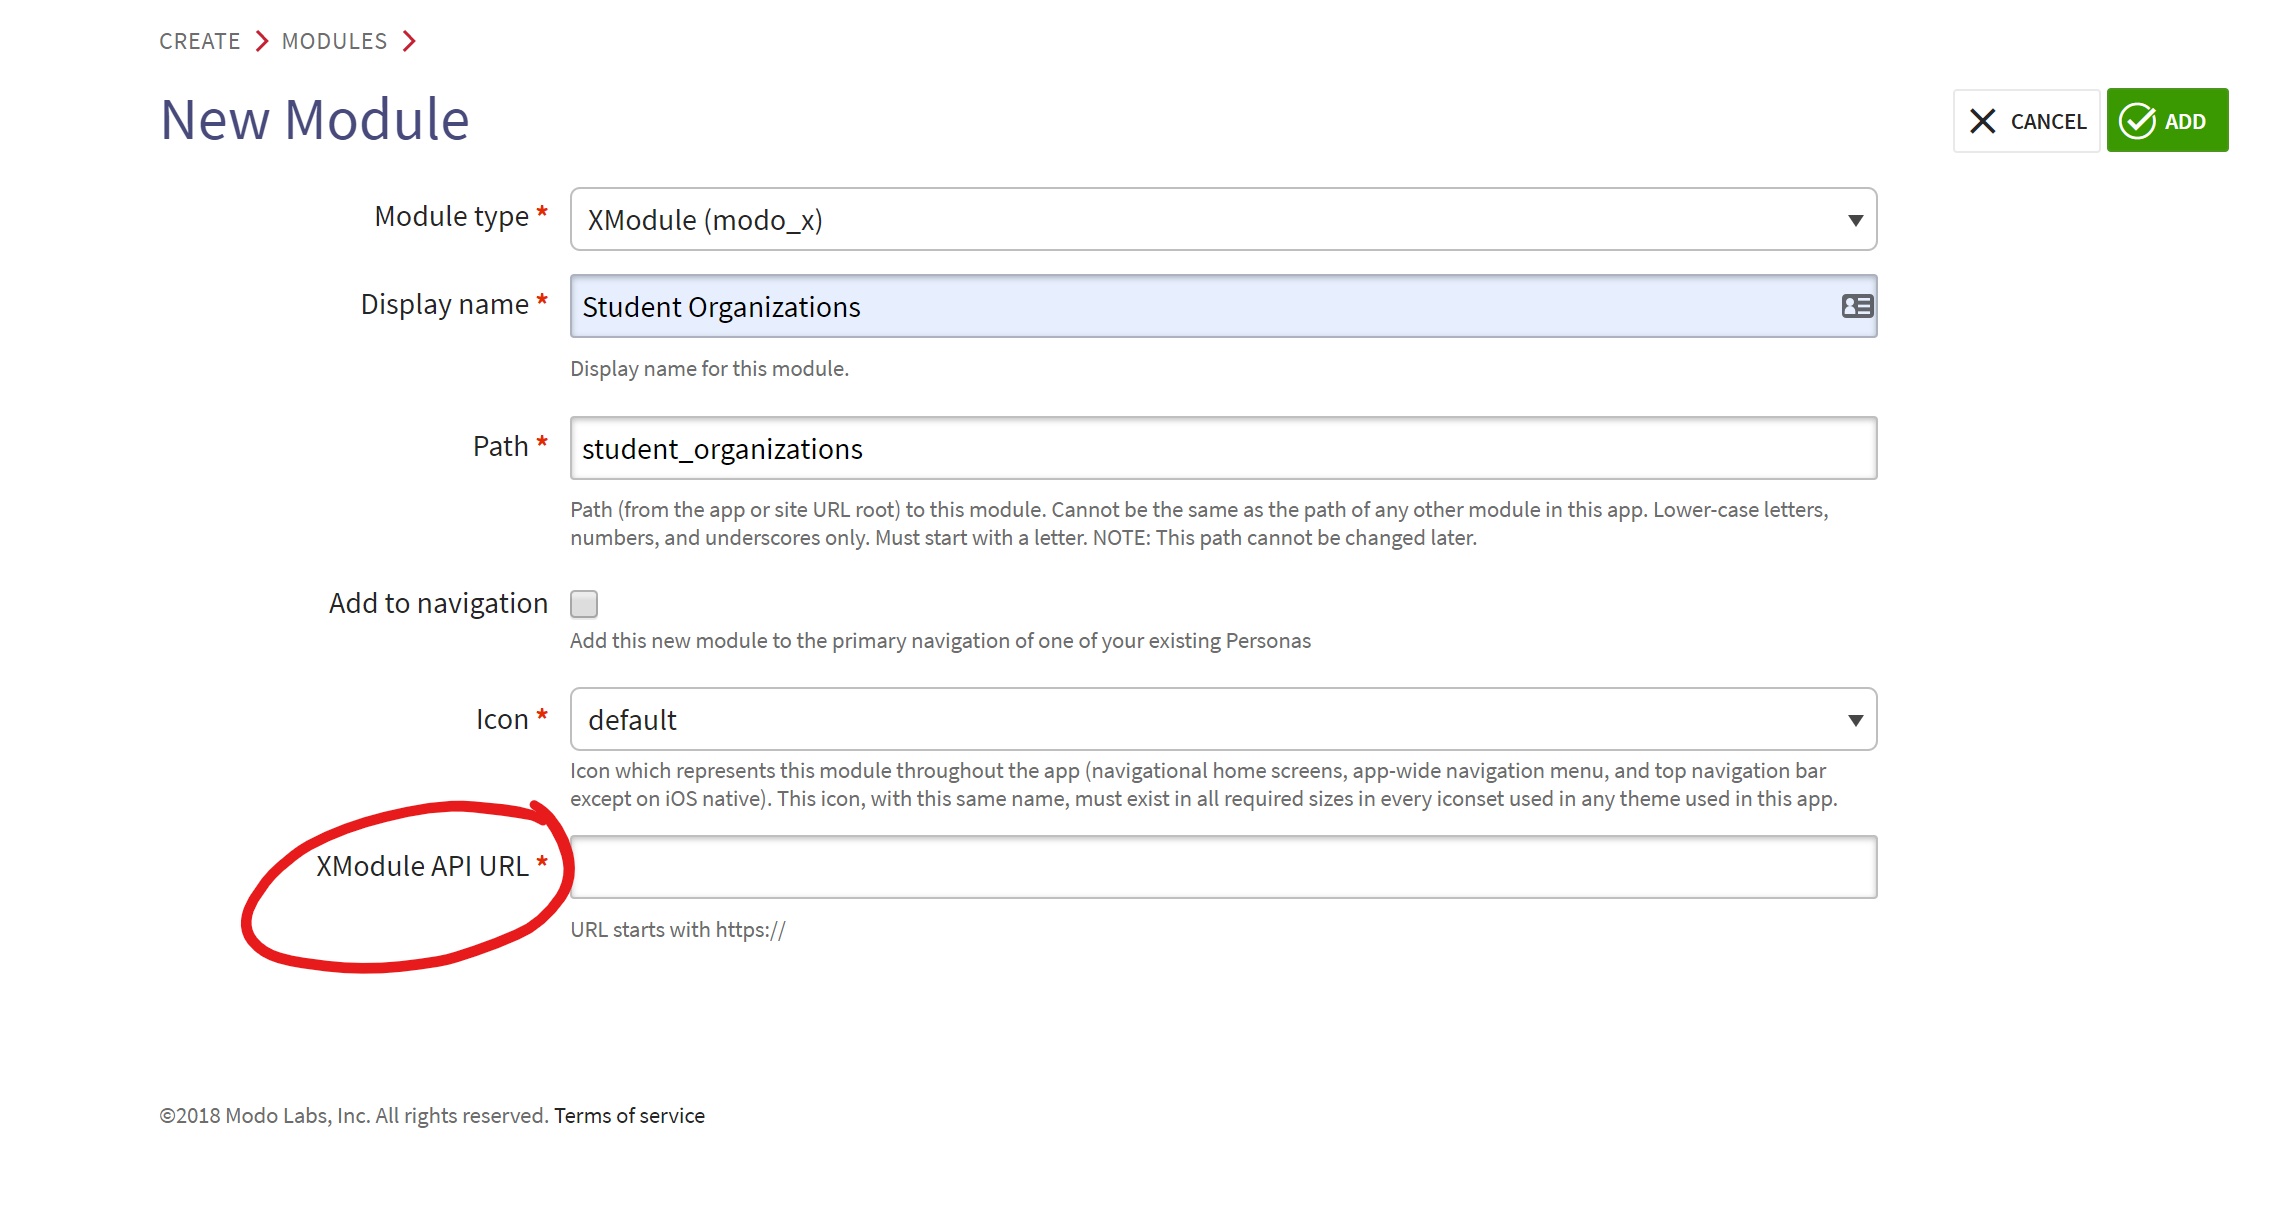 CREATE > MODULES >
New Module
CANCEL
ADD
Module type *
XModule (modo_x)
Display name *
Student Organizations
Display name for this module.
Path *
student_organizations
Path (from the app or site URL root) to this module. Cannot be the same as the path of any other module in this app. Lower-case letters,
numbers, and underscores only. Must start with a letter. NOTE: This path cannot be changed later.
Add to navigation
Add this new module to the primary navigation of one of your existing Personas
Icon *
default
Icon which represents this module throughout the app (navigational home screens, app-wide navigation menu, and top navigation bar
except on iOS native). This icon, with this same name, must exist in all required sizes in every iconset used in any theme used in this app.
XModule API URL *
URL starts with https://
©2018 Modo Labs, Inc. All rights reserved. Terms of service